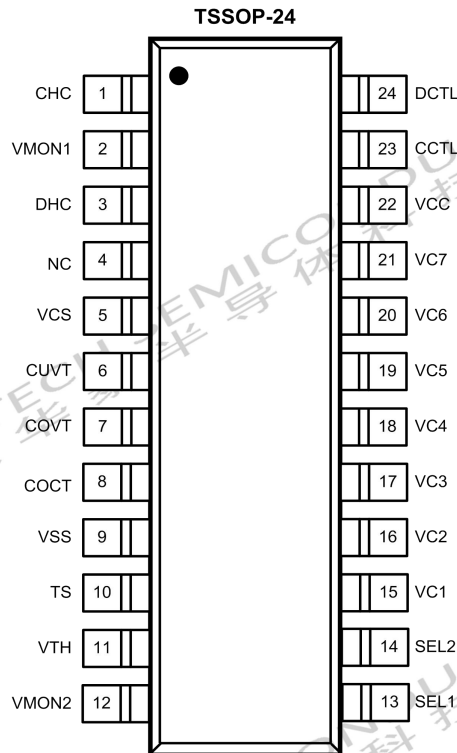 TSSOP-24
CHC 1 24 DCTL
VMON1 2 23 CCTL
DHC 3 22 VCC
NC 4 21 VC7
VCS 5 20 VC6
CUVT 6 19 VC5
COVT 7 18 VC4
COCT 8 17 VC3
VSS 9 16 VC2
TS 10 15 VC1
VTH 11 14 SEL2
VMON2 12 13 SEL1